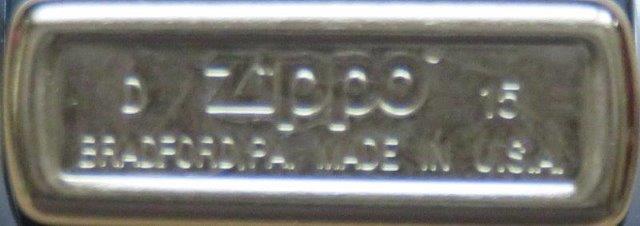 D Zippo 15
BRADFORD,PA. MADE IN U.S.A.